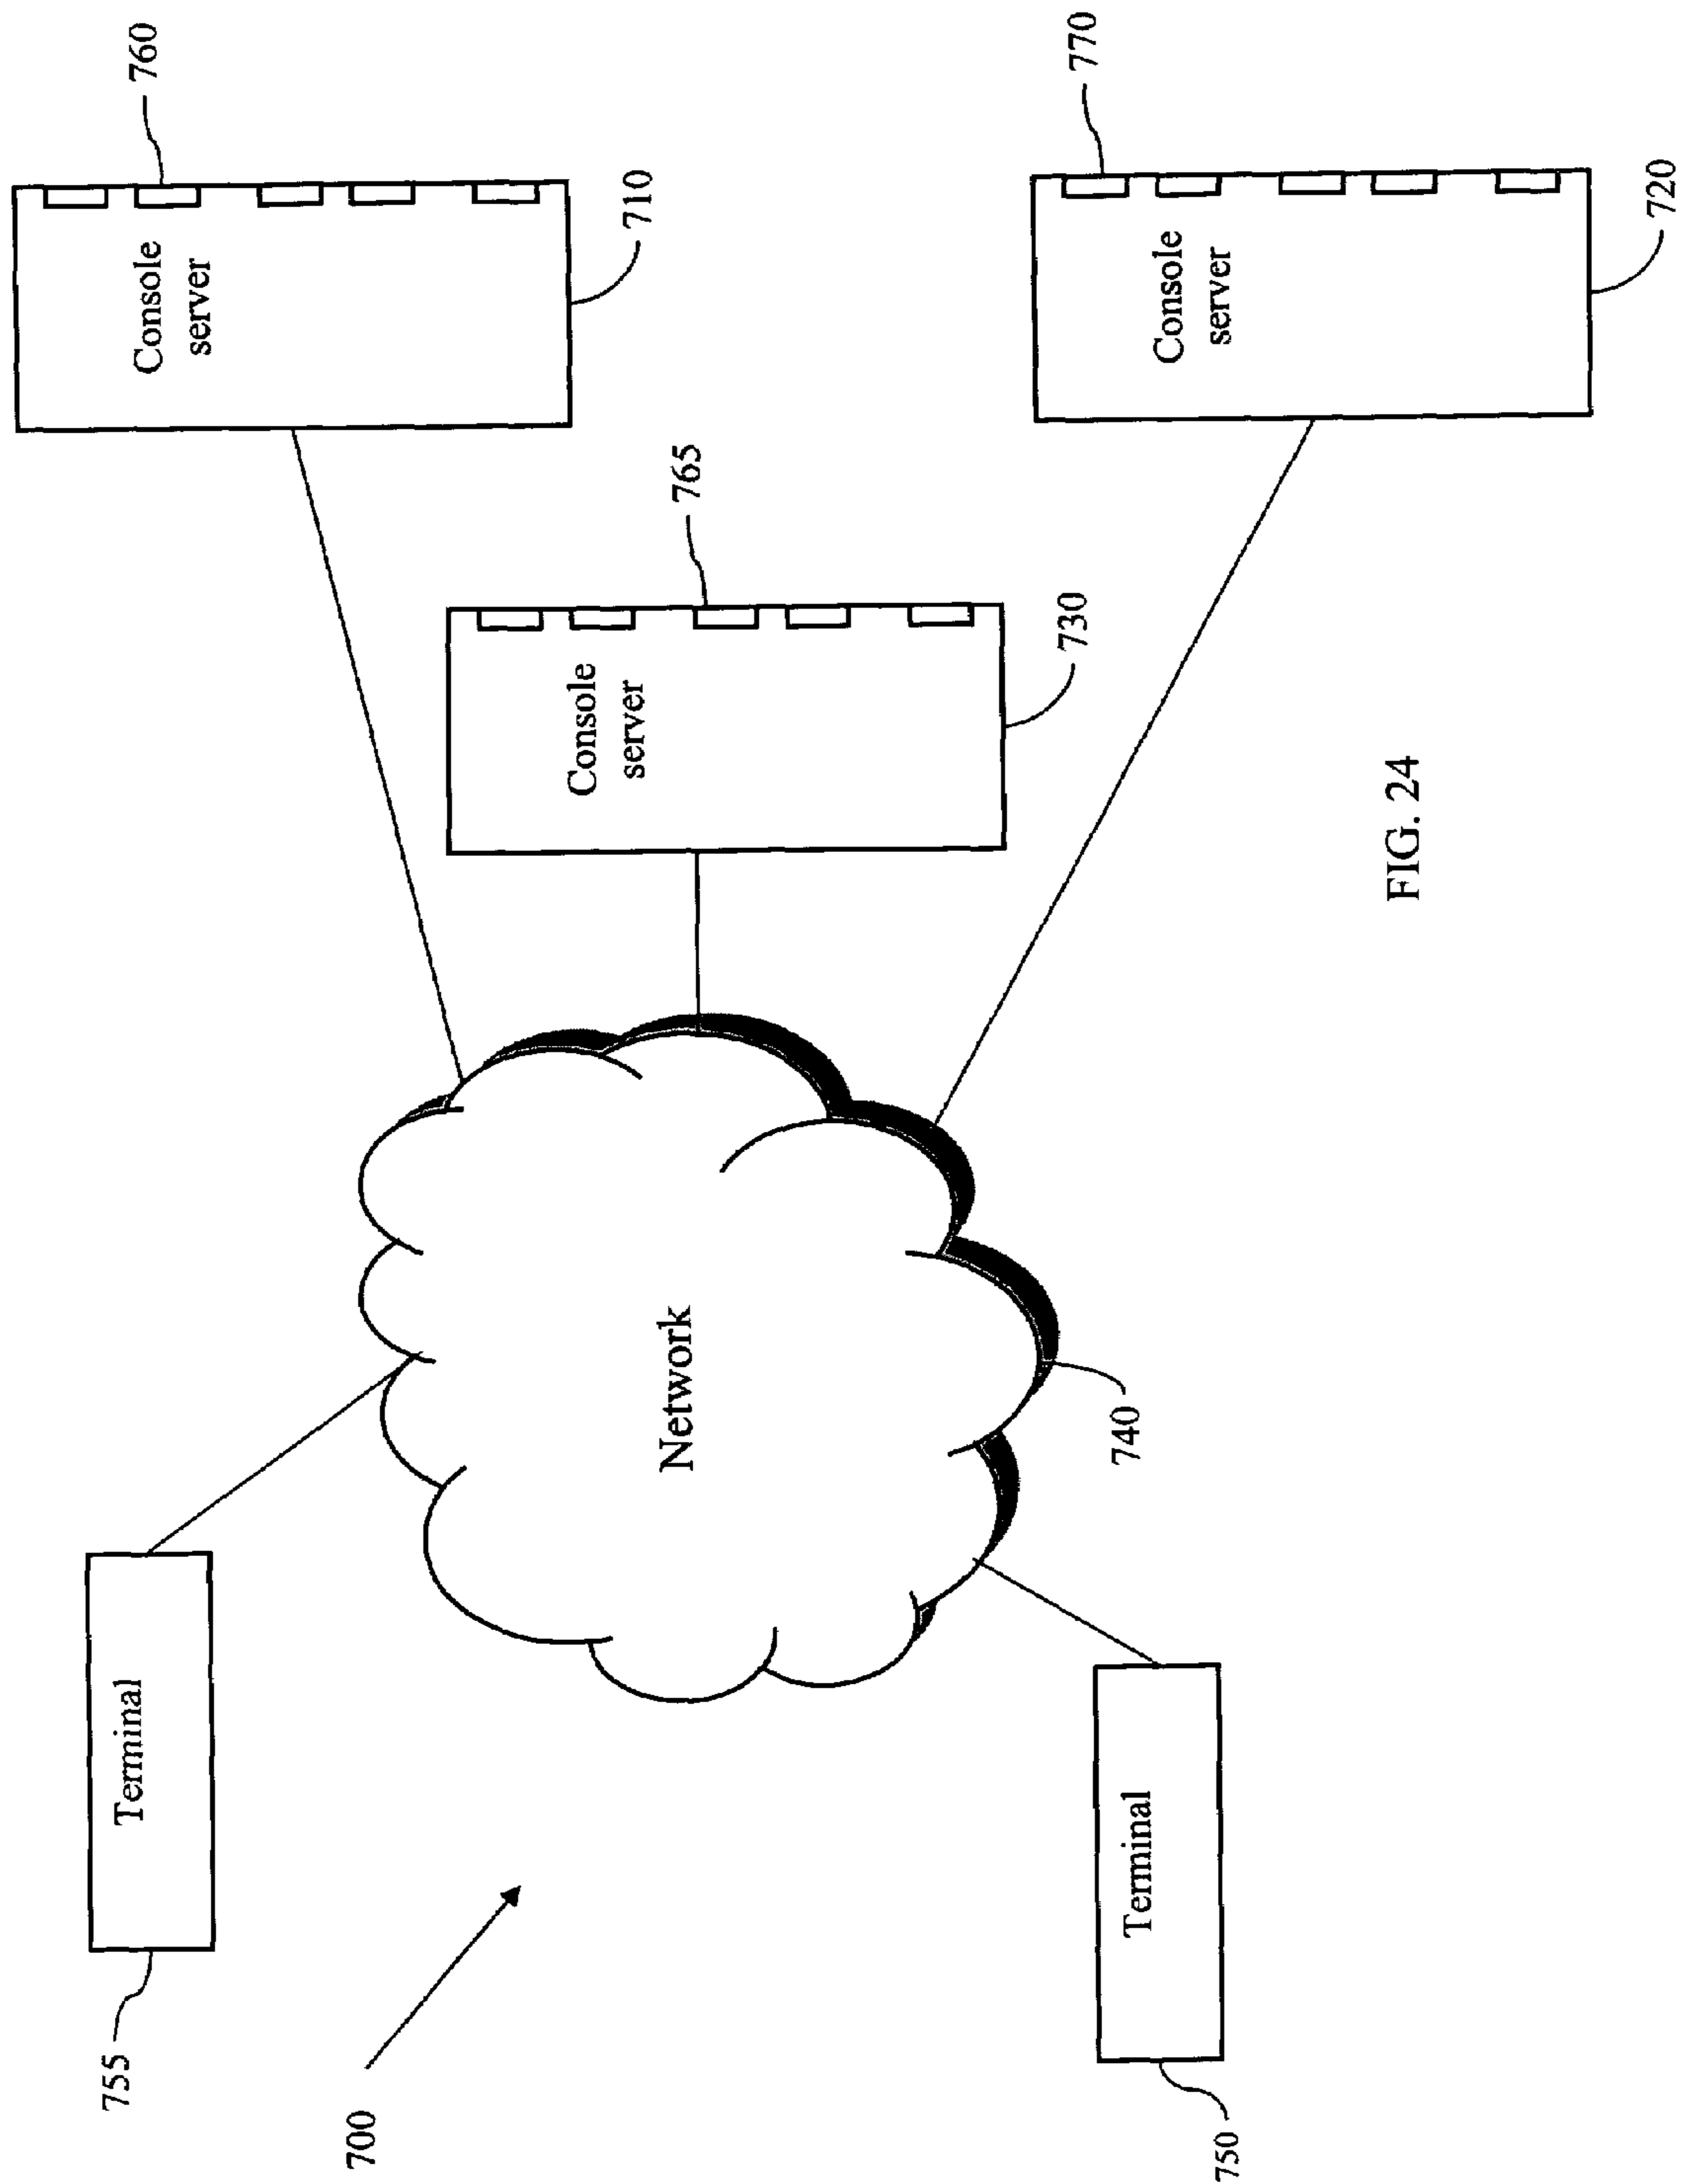 760
Console
server
710
765
Console
server
730
770
Console
server
720
Network
740
Terminal
755
700
Terminal
750
FIG. 24